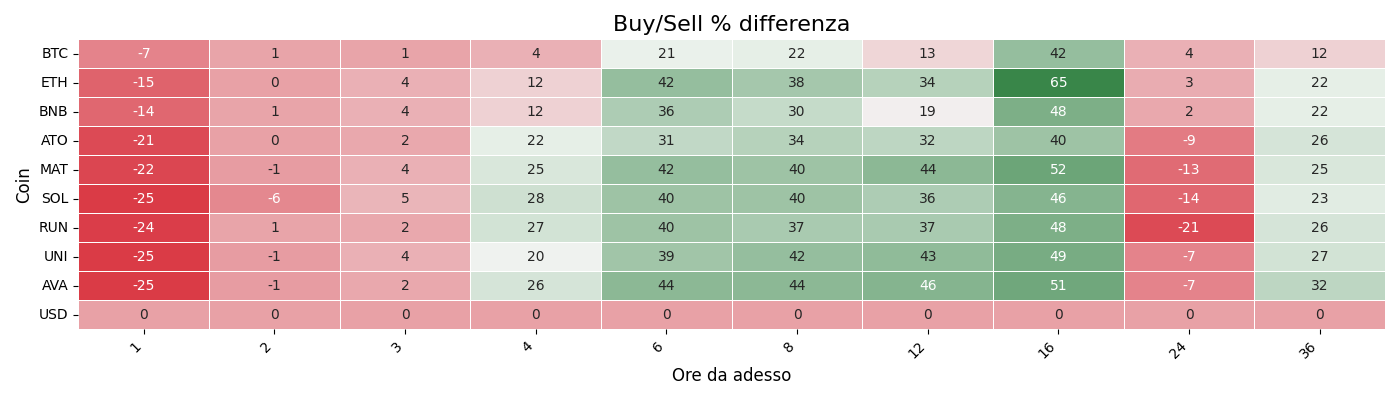 Buy/Sell % differenza
Coin
BTC -7 1 1 4 21 22 13 42 4 12
ETH -15 0 4 12 42 38 34 65 3 22
BNB -14 1 4 12 36 30 19 48 2 22
ATO -21 0 2 22 31 34 32 40 -9 26
MAT -22 -1 4 25 42 40 44 52 -13 25
SOL -25 -6 5 28 40 40 36 46 -14 23
RUN -24 1 2 27 40 37 37 48 -21 26
UNI -25 -1 4 20 39 42 43 49 -7 27
AVA -25 -1 2 26 44 44 46 51 -7 32
USD 0 0 0 0 0 0 0 0 0 0
1 2 3 4 6 8 12 16 24 36
Ore da adesso